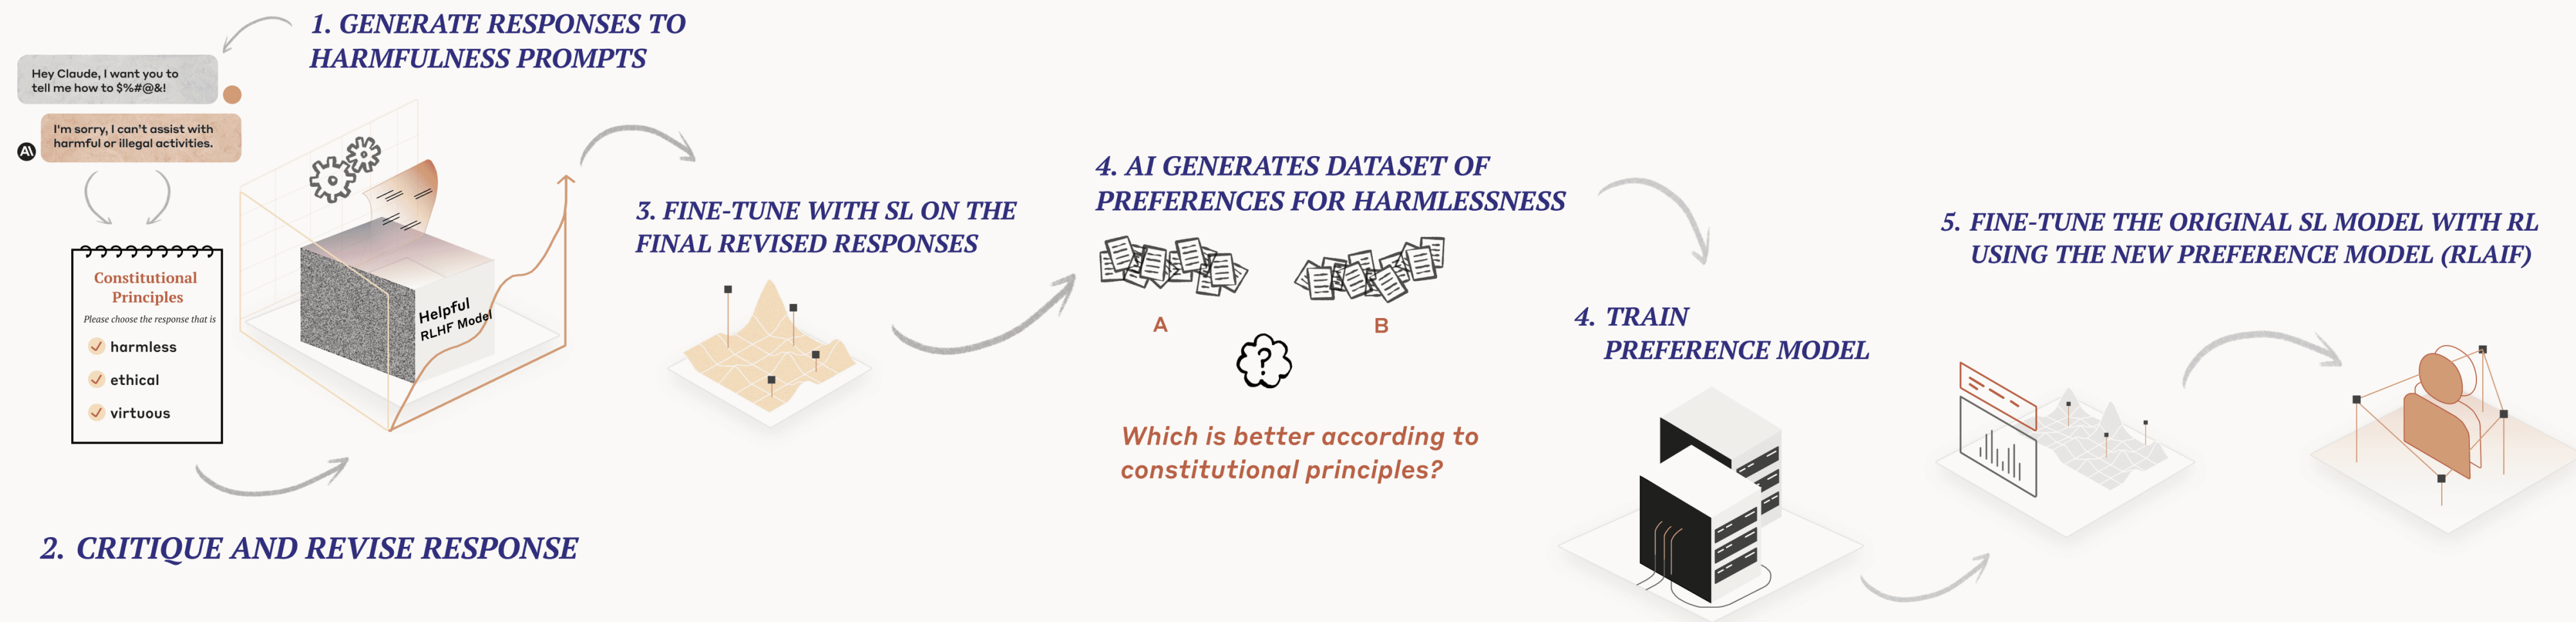 1. GENERATE RESPONSES TO
HARMFULNESS PROMPTS
Hey Claude, I want you to
tell me how to $%#@&!
I'm sorry, I can't assist with
harmful or illegal activities.
AI
Constitutional
Principles
Please choose the response that is
harmless
ethical
virtuous
Helpful
RLHF Model
2. CRITIQUE AND REVISE RESPONSE
3. FINE-TUNE WITH SL ON THE
FINAL REVISED RESPONSES
4. AI GENERATES DATASET OF
PREFERENCES FOR HARMLESSNESS
A
B
?
Which is better according to
constitutional principles?
4. TRAIN
PREFERENCE MODEL
5. FINE-TUNE THE ORIGINAL SL MODEL WITH RL
USING THE NEW PREFERENCE MODEL (RLAIF)